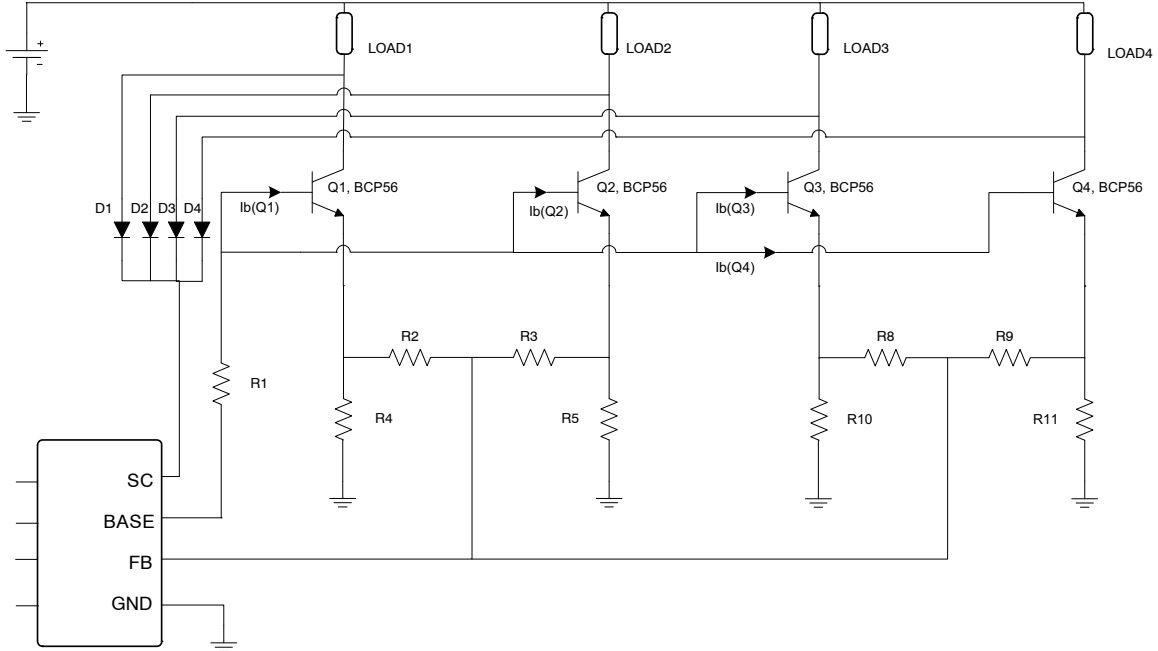 +
-
LOAD1
LOAD2
LOAD3
LOAD4
D1 D2 D3 D4
Q1, BCP56
Q2, BCP56
Q3, BCP56
Q4, BCP56
Ib(Q1)
Ib(Q2)
Ib(Q3)
Ib(Q4)
R2
R3
R8
R9
R1
R4
R5
R10
R11
SC
BASE
FB
GND